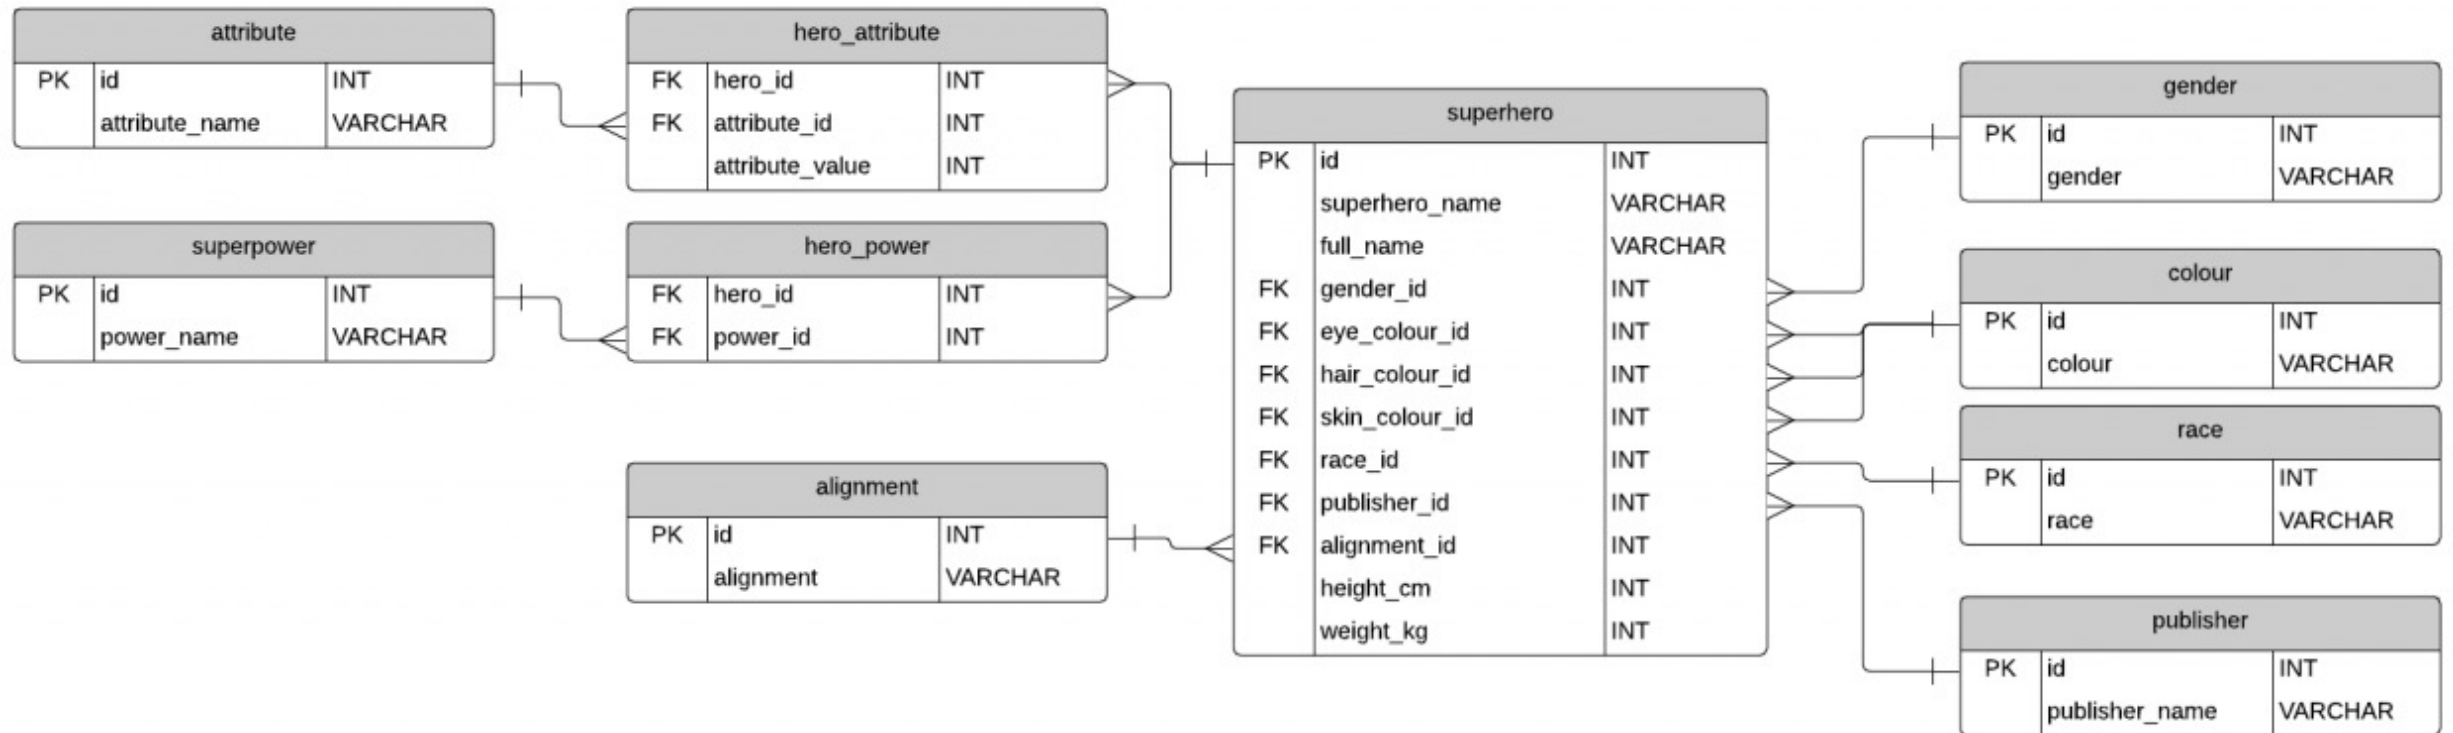 attribute
PK id INT
attribute_name VARCHAR
hero_attribute
FK hero_id INT
FK attribute_id INT
attribute_value INT
superpower
PK id INT
power_name VARCHAR
hero_power
FK hero_id INT
FK power_id INT
alignment
PK id INT
alignment VARCHAR
superhero
PK id INT
superhero_name VARCHAR
full_name VARCHAR
FK gender_id INT
FK eye_colour_id INT
FK hair_colour_id INT
FK skin_colour_id INT
FK race_id INT
FK publisher_id INT
FK alignment_id INT
height_cm INT
weight_kg INT
gender
PK id INT
gender VARCHAR
colour
PK id INT
colour VARCHAR
race
PK id INT
race VARCHAR
publisher
PK id INT
publisher_name VARCHAR